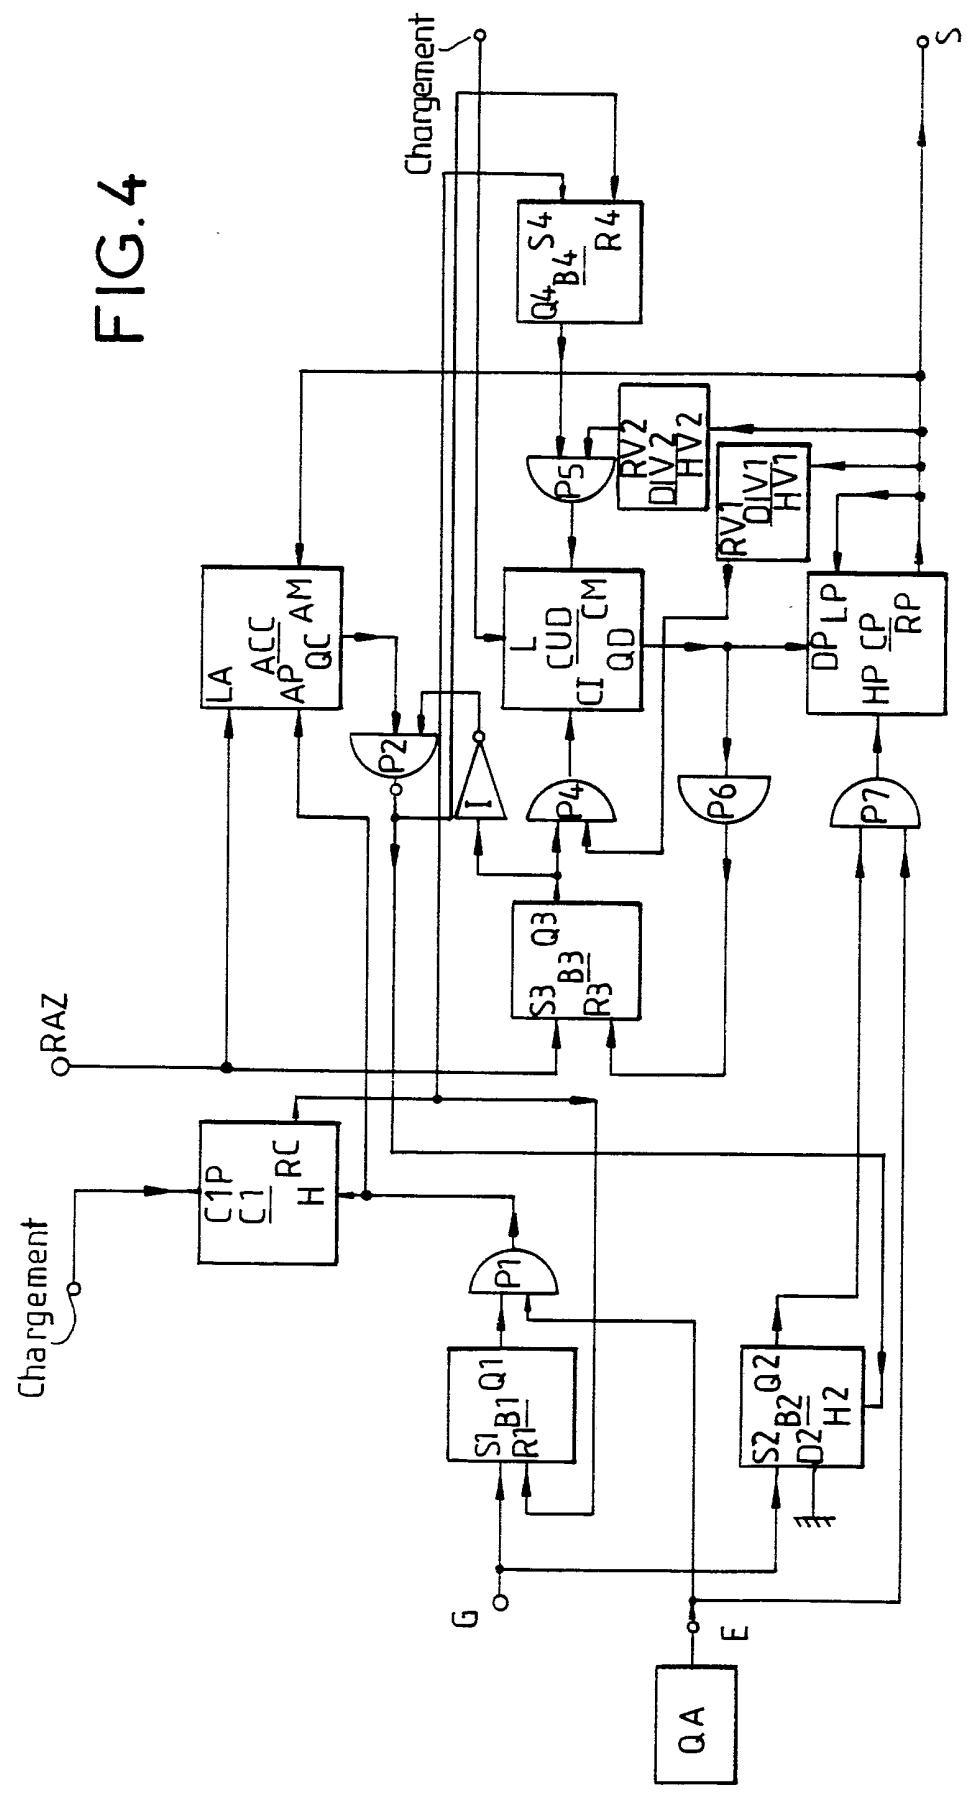 FIG.4
Chargement
C1P
C1
RC
H
RAZ
LA
ACC
AP
AM
QC
Chargement
G
S1
B1
Q1
R1
P1
P2
I
S3
B3
Q3
R3
P4
L
CUD
CI
CM
QD
P5
Q4
S4
B4
R4
P6
RV2
DIV2
HV2
RV1
DIV1
HV1
QA
E
S2
B2
Q2
D2
H2
P7
DP
LP
HP
CP
RP
S